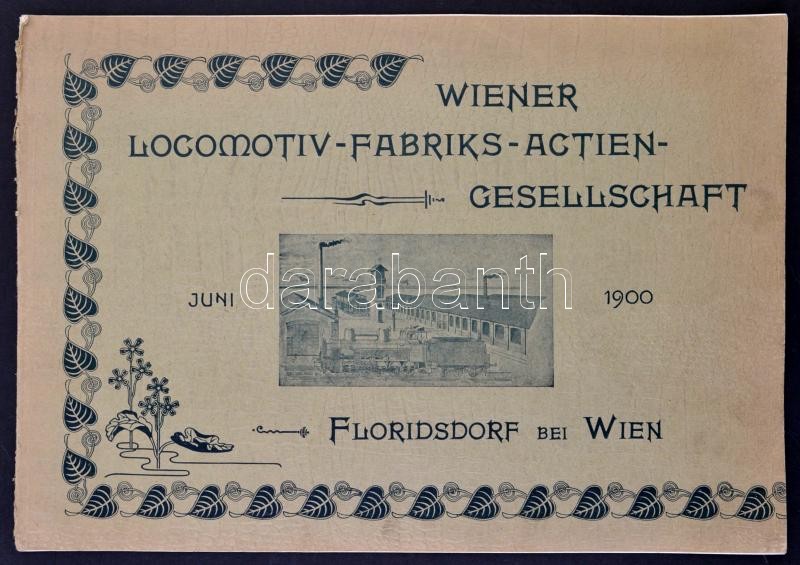 WIENER
LOCOMOTIV-FABRIKS-ACTIEN-
GESELLSCHAFT
JUNI 1900
darabanth
FLORIDSDORF BEI WIEN